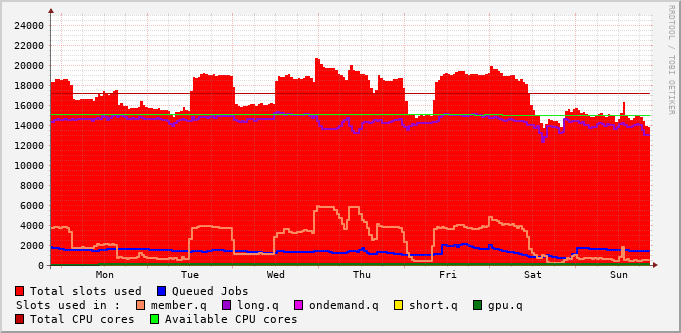 RRDTOOL / TOBI OETIKER
24000
22000
20000
18000
16000
14000
12000
10000
8000
6000
4000
2000
0
Mon Tue Wed Thu Fri Sat Sun
Total slots used Queued Jobs
Slots used in : member.q long.q ondemand.q short.q gpu.q
Total CPU cores Available CPU cores